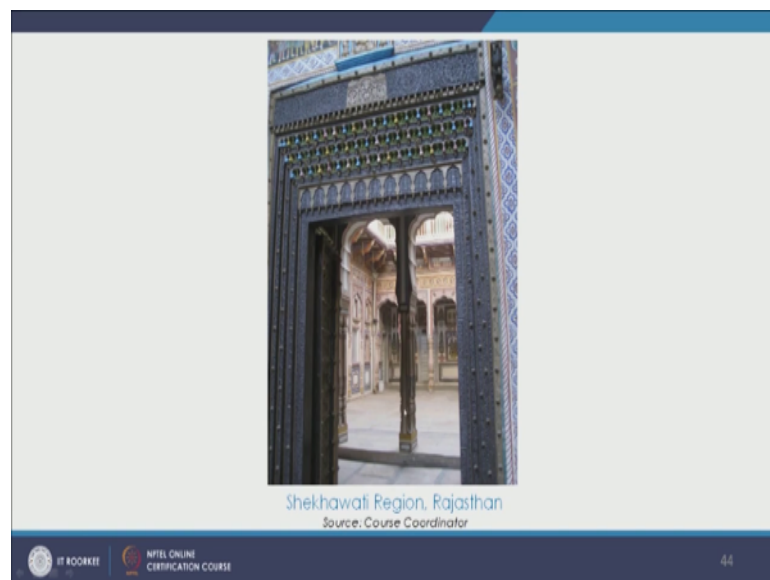 Shekhawati Region, Rajasthan
Source: Course Coordinator
IIT ROORKEE
NPTEL ONLINE
CERTIFICATION COURSE
44